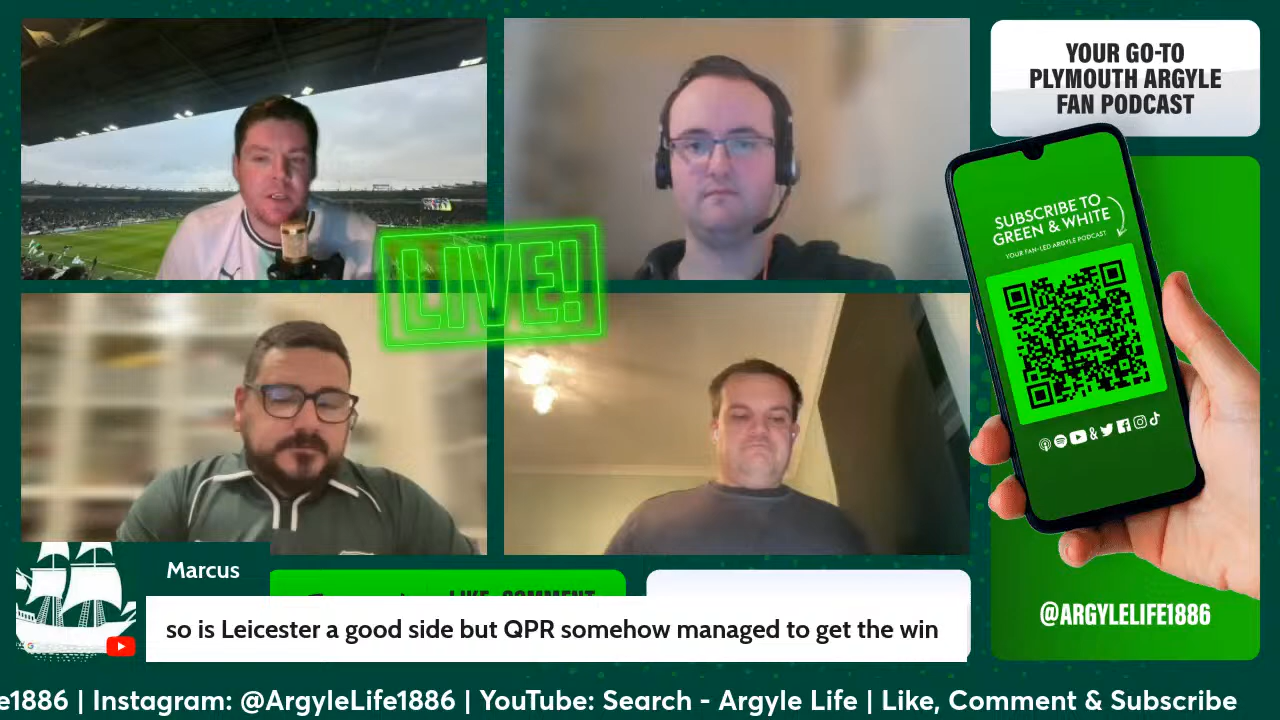 YOUR GO-TO
PLYMOUTH ARGYLE
FAN PODCAST
SUBSCRIBE TO
GREEN & WHITE
YOUR FAN-LED ARGYLE PODCAST
&
@ARGYLELIFE1886
LIVE!
Marcus
LIKE, COMMENT
so is Leicester a good side but QPR somehow managed to get the win
e1886 | Instagram: @ArgyleLife1886 | YouTube: Search - Argyle Life | Like, Comment & Subscribe